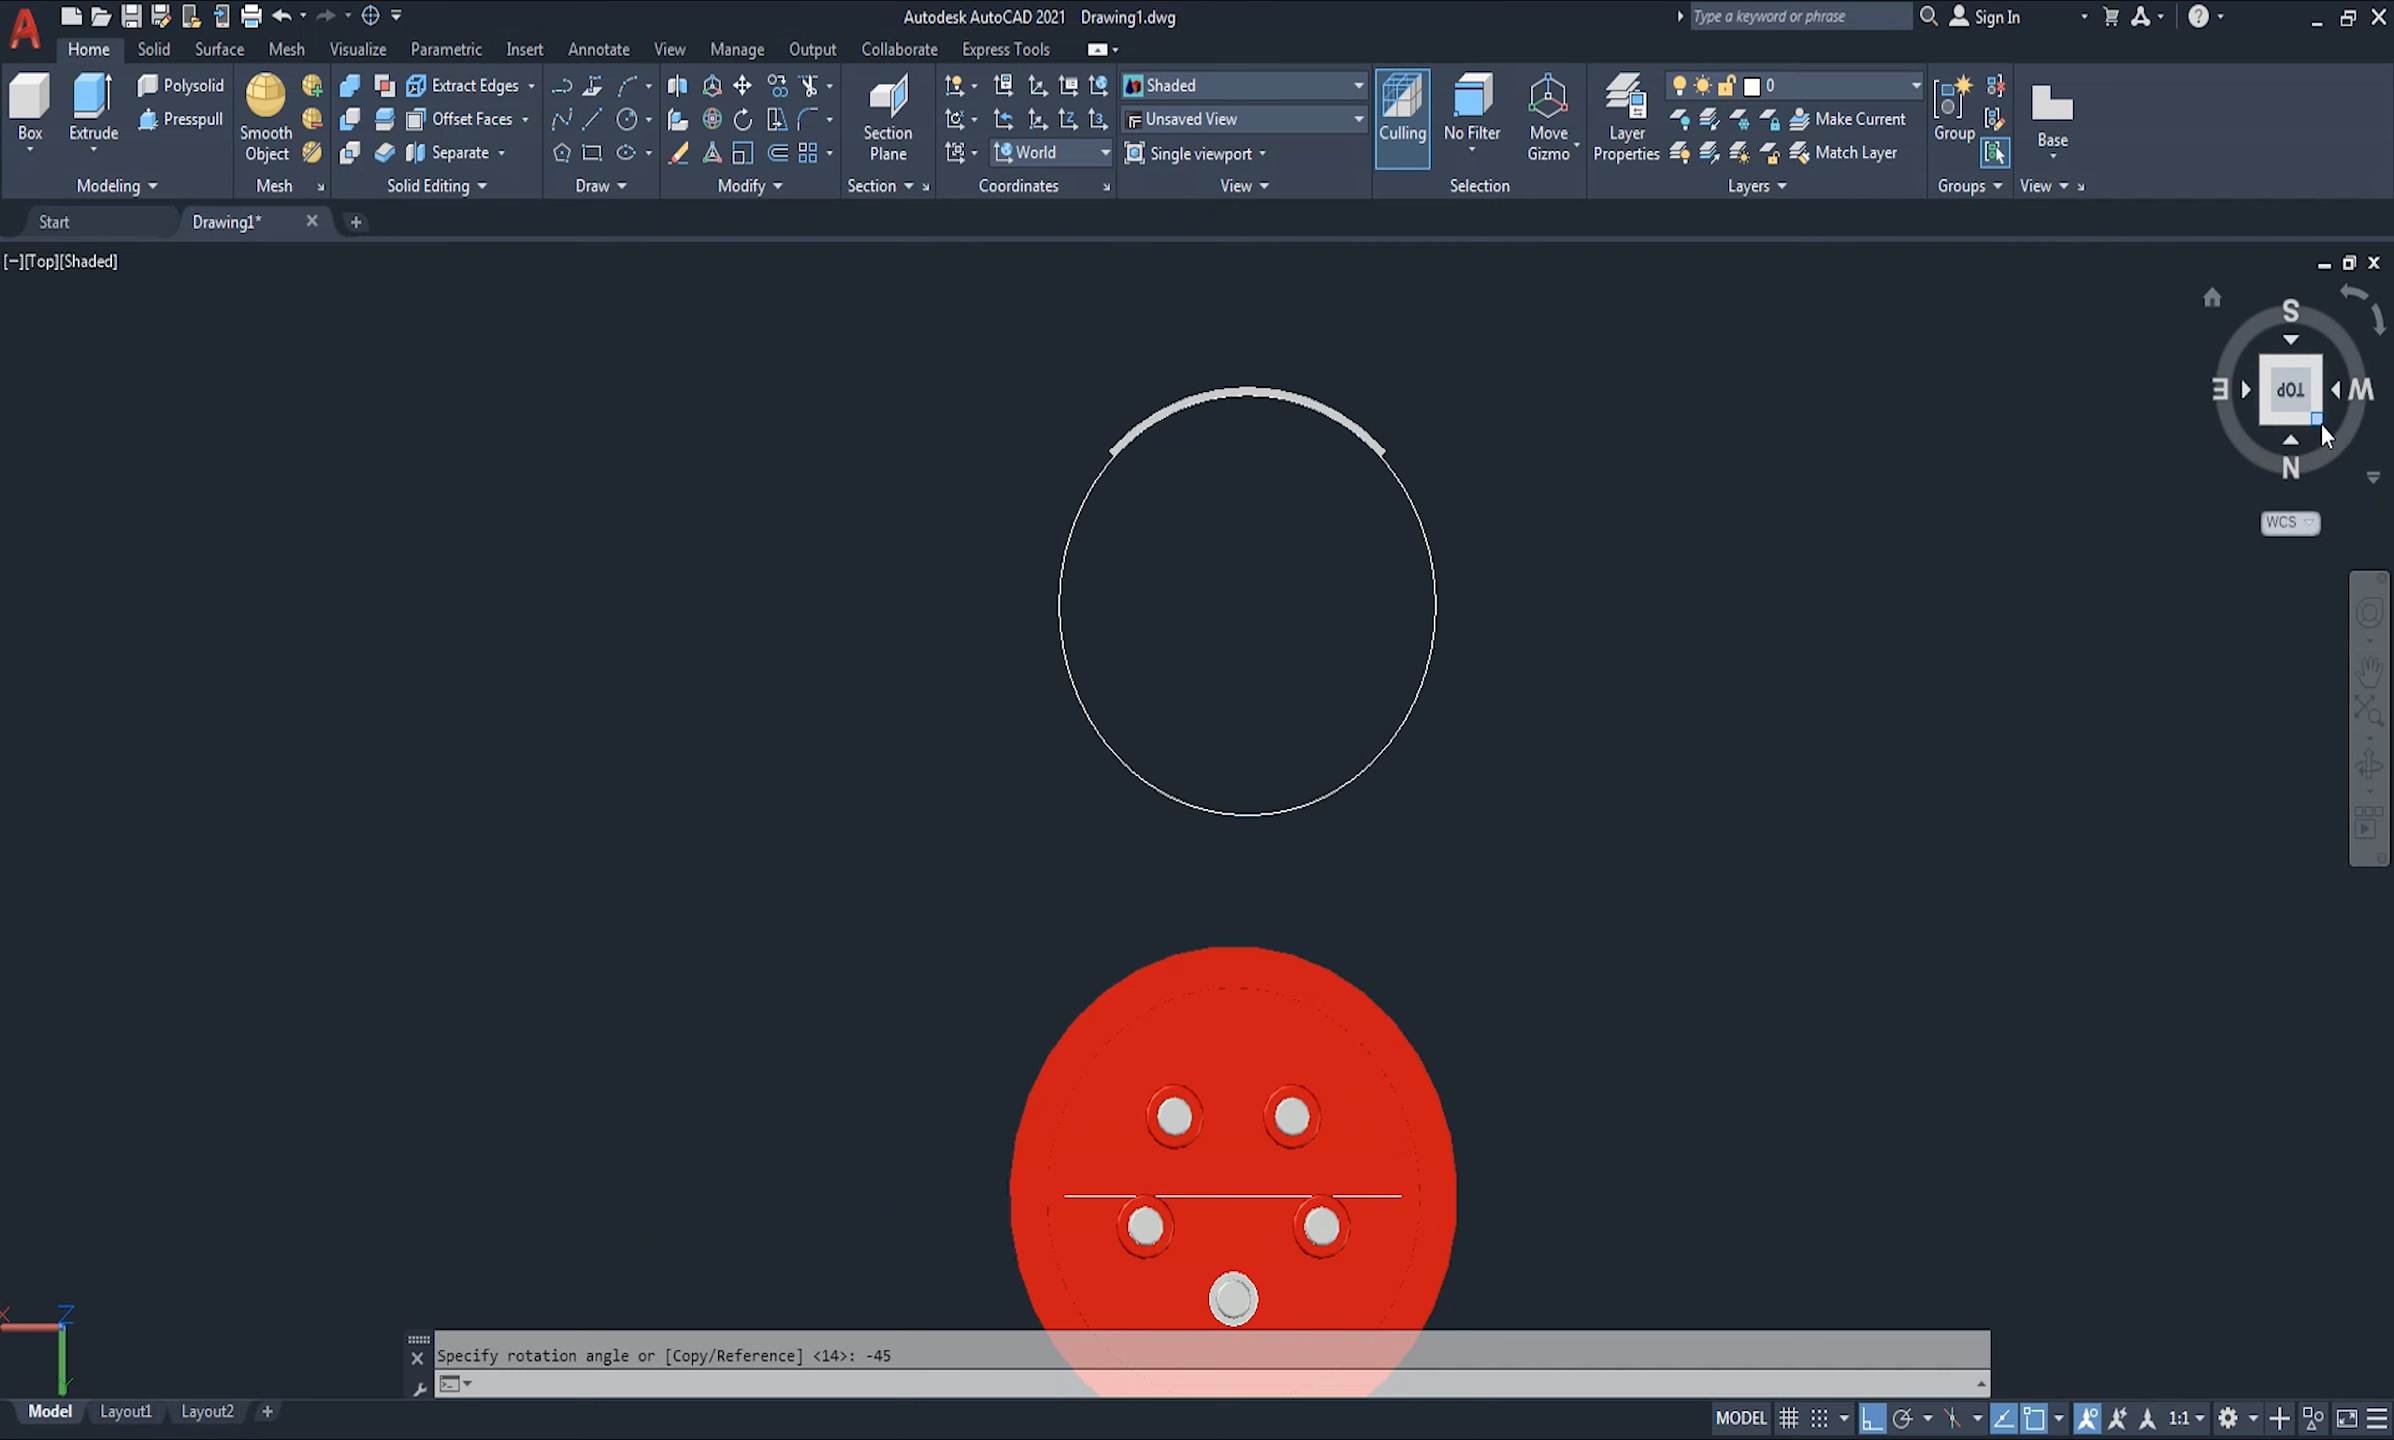 Autodesk AutoCAD 2021 Drawing1.dwg
Type a keyword or phrase
Sign In
Home Solid Surface Mesh Visualize Parametric Insert Annotate View Manage Output Collaborate Express Tools
Box
Extrude
Polysolid
Presspull
Modeling
Smooth
Object
Mesh
Extract Edges
Offset Faces
Separate
Solid Editing
Draw
Modify
Section
Plane
Section
World
Coordinates
Shaded
Unsaved View
Single viewport
View
Culling
No Filter
Move
Gizmo
Selection
Layer
Properties
0
Make Current
Match Layer
Layers
Group
Groups
Base
View
Start
Drawing1*
[−][Top][Shaded]
S
E
TOP
W
N
WCS
X
Z
Y
Specify rotation angle or [Copy/Reference] <14>: -45
Model Layout1 Layout2
MODEL
1:1